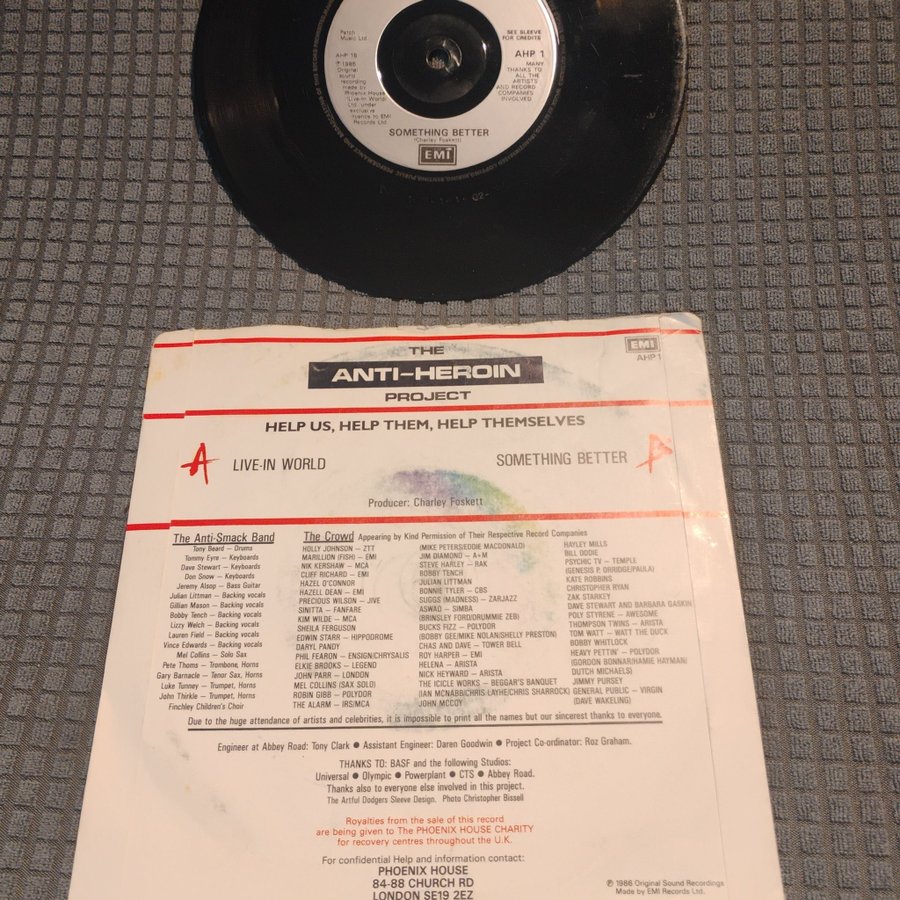 Patch
Music Ltd.
AHP 1B
℗ 1986
Original
sound
recording
made by
Phoenix House
'Live-In World'
Ltd. under
exclusive
licence to EMI
Records Ltd.
SEE SLEEVE
FOR CREDITS
AHP 1
MANY
THANKS TO
ALL THE
ARTISTS
AND RECORD
COMPANIES
INVOLVED.
SOMETHING BETTER
(Charley Foskett)
EMI
THE
ANTI-HEROIN
PROJECT
EMI
AHP 1
HELP US, HELP THEM, HELP THEMSELVES
A LIVE-IN WORLD
SOMETHING BETTER B
Producer: Charley Foskett
The Anti-Smack Band
Tony Beard — Drums
Tommy Eyre — Keyboards
Dave Stewart — Keyboards
Don Snow — Keyboards
Jeremy Alsop — Bass Guitar
Julian Littman — Backing vocals
Gillian Mason — Backing vocals
Bobby Tench — Backing vocals
Lizzy Welch — Backing vocals
Lauren Field — Backing vocals
Vince Edwards — Backing vocals
Mel Collins — Solo Sax
Pete Thoms — Trombone, Horns
Gary Barnacle — Tenor Sax, Horns
Luke Tunney — Trumpet, Horns
John Thirkle — Trumpet, Horns
Finchley Children's Choir
The Crowd Appearing by Kind Permission of Their Respective Record Companies
HOLLY JOHNSON — ZTT
MARILLION (FISH) — EMI
NIK KERSHAW — MCA
CLIFF RICHARD — EMI
HAZEL O'CONNOR
HAZELL DEAN — EMI
PRECIOUS WILSON — JIVE
SINITTA — FANFARE
KIM WILDE — MCA
SHEILA FERGUSON
EDWIN STARR — HIPPODROME
DARYL PANDY
PHIL FEARON — ENSIGN/CHRYSALIS
ELKIE BROOKS — LEGEND
JOHN PARR — LONDON
MEL COLLINS (SAX SOLO)
ROBIN GIBB — POLYDOR
THE ALARM — IRS/MCA
(MIKE PETERS/EDDIE MACDONALD)
JIM DIAMOND — A+M
STEVE HARLEY — RAK
BOBBY TENCH
JULIAN LITTMAN
BONNIE TYLER — CBS
SUGGS (MADNESS) — ZARJAZZ
ASWAD — SIMBA
(BRINSLEY FORD/DRUMMIE ZEB)
BUCKS FIZZ — POLYDOR
(BOBBY GEE/MIKE NOLAN/SHELLY PRESTON)
CHAS AND DAVE — TOWER BELL
ROY HARPER — EMI
HELENA — ARISTA
NICK HEYWARD — ARISTA
THE ICICLE WORKS — BEGGAR'S BANQUET
(IAN MCNABB/CHRIS LAYHE/CHRIS SHARROCK)
JOHN MCCOY
HAYLEY MILLS
BILL ODDIE
PSYCHIC TV — TEMPLE
(GENESIS P. ORRIDGE/PAULA)
KATE ROBBINS
CHRISTOPHER RYAN
ZAK STARKEY
DAVE STEWART AND BARBARA GASKIN
POLY STYRENE — AWESOME
THOMPSON TWINS — ARISTA
TOM WATT — WATT THE DUCK
BOBBY WHITLOCK
HEAVY PETTIN' — POLYDOR
(GORDON BONNAR/HAMIE HAYMAN/
DUTCH MICHAELS)
JIMMY PURSEY
GENERAL PUBLIC — VIRGIN
(DAVE WAKELING)
Due to the huge attendance of artists and celebrities, it is impossible to print all the names but our sincerest thanks to everyone.
Engineer at Abbey Road: Tony Clark ● Assistant Engineer: Daren Goodwin ● Project Co-ordinator: Roz Graham.
THANKS TO: BASF and the following Studios:
Universal ● Olympic ● Powerplant ● CTS ● Abbey Road.
Thanks also to everyone else involved in this project.
The Artful Dodgers Sleeve Design. Photo Christopher Bissell
Royalties from the sale of this record
are being given to The PHOENIX HOUSE CHARITY
for recovery centres throughout the U.K.
For confidential Help and information contact:
PHOENIX HOUSE
84-88 CHURCH RD
LONDON SE19 2EZ
℗ 1986 Original Sound Recordings
Made by EMI Records Ltd.